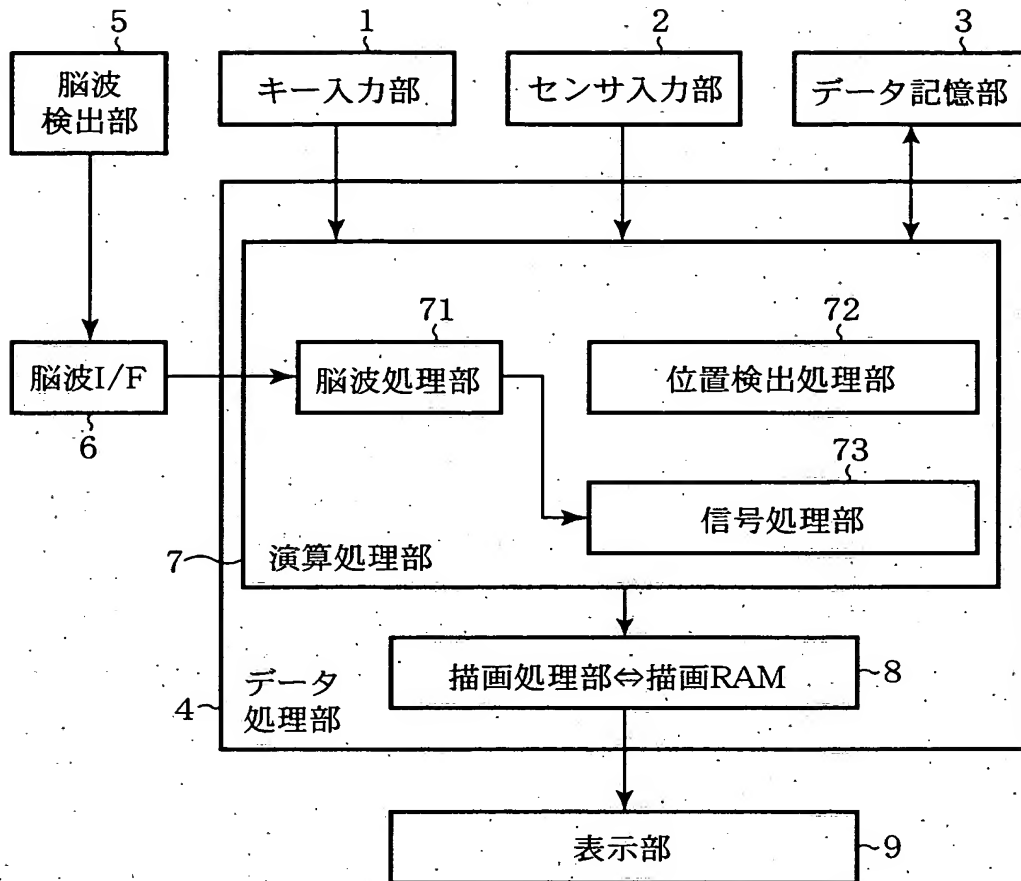 5
1
2
3
脳波
検出部
キー入力部
センサ入力部
データ記憶部
71
72
脳波I/F
脳波処理部
位置検出処理部
6
73
信号処理部
7
演算処理部
描画処理部⇔描画RAM
8
データ
処理部
4
表示部
9